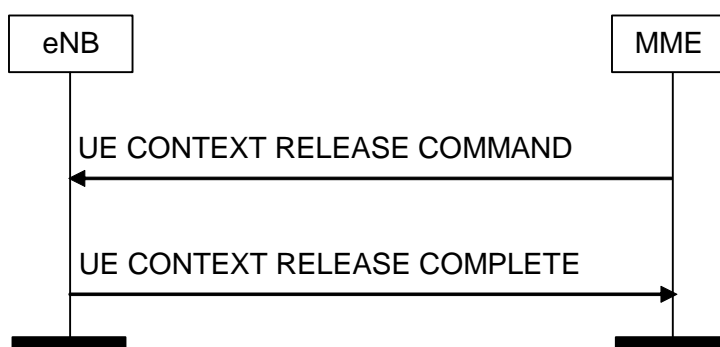 eNB
MME
UE CONTEXT RELEASE COMMAND
UE CONTEXT RELEASE COMPLETE